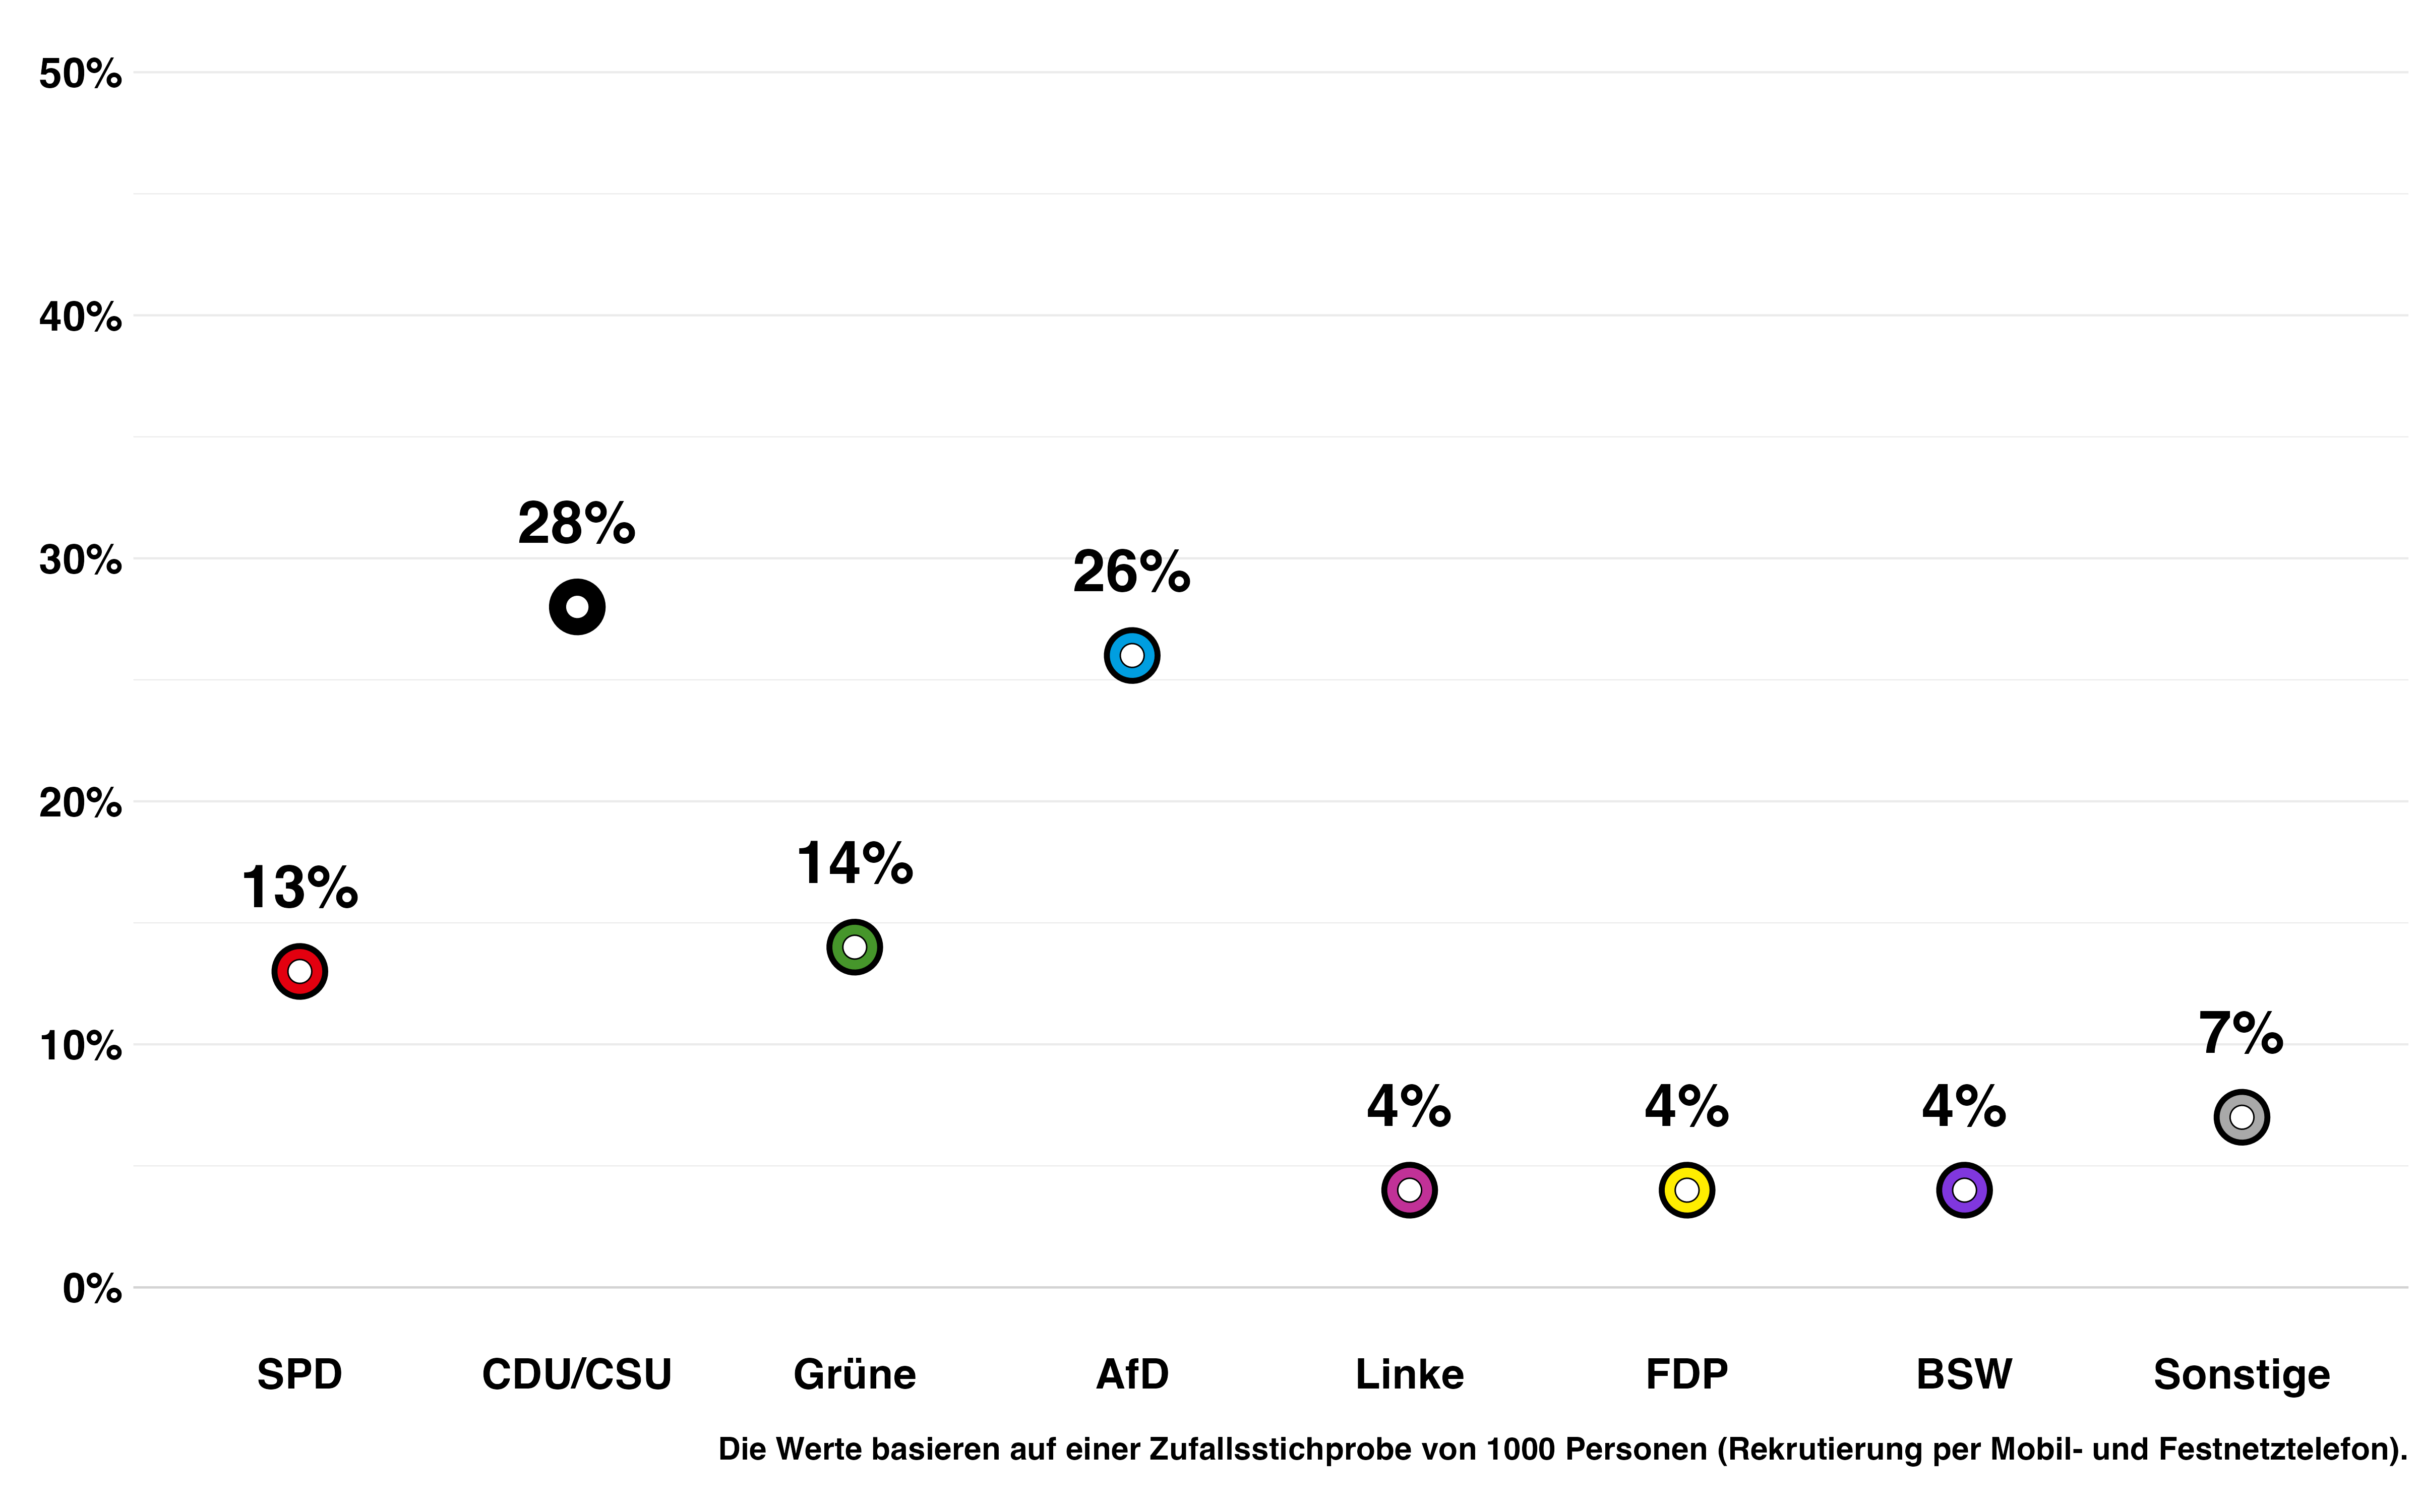 50%
40%
30%
20%
10%
0%
13%
28%
14%
26%
4%
4%
4%
7%
SPD
CDU/CSU
Grüne
AfD
Linke
FDP
BSW
Sonstige
Die Werte basieren auf einer Zufallsstichprobe von 1000 Personen (Rekrutierung per Mobil- und Festnetztelefon).